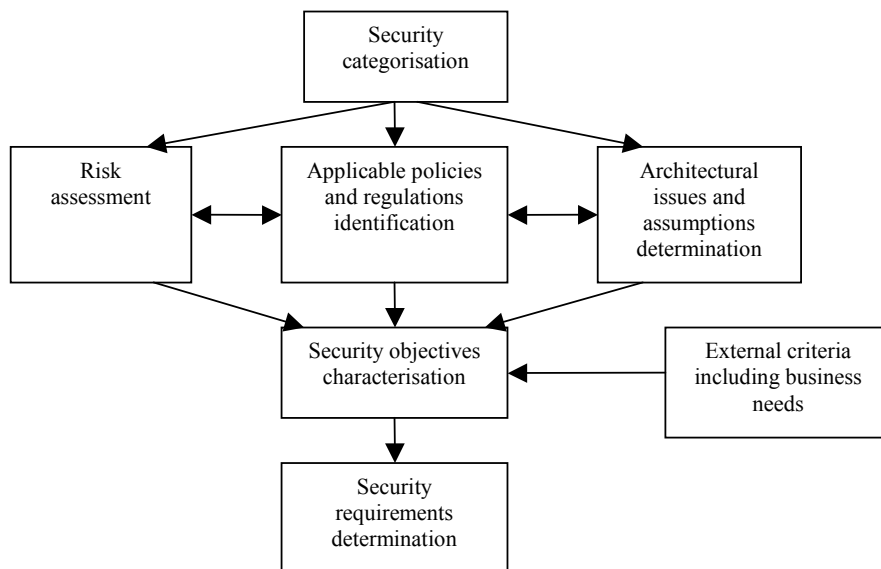 Security
categorisation
Risk
assessment
Applicable policies
and regulations
identification
Architectural
issues and
assumptions
determination
Security objectives
characterisation
External criteria
including business
needs
Security
requirements
determination